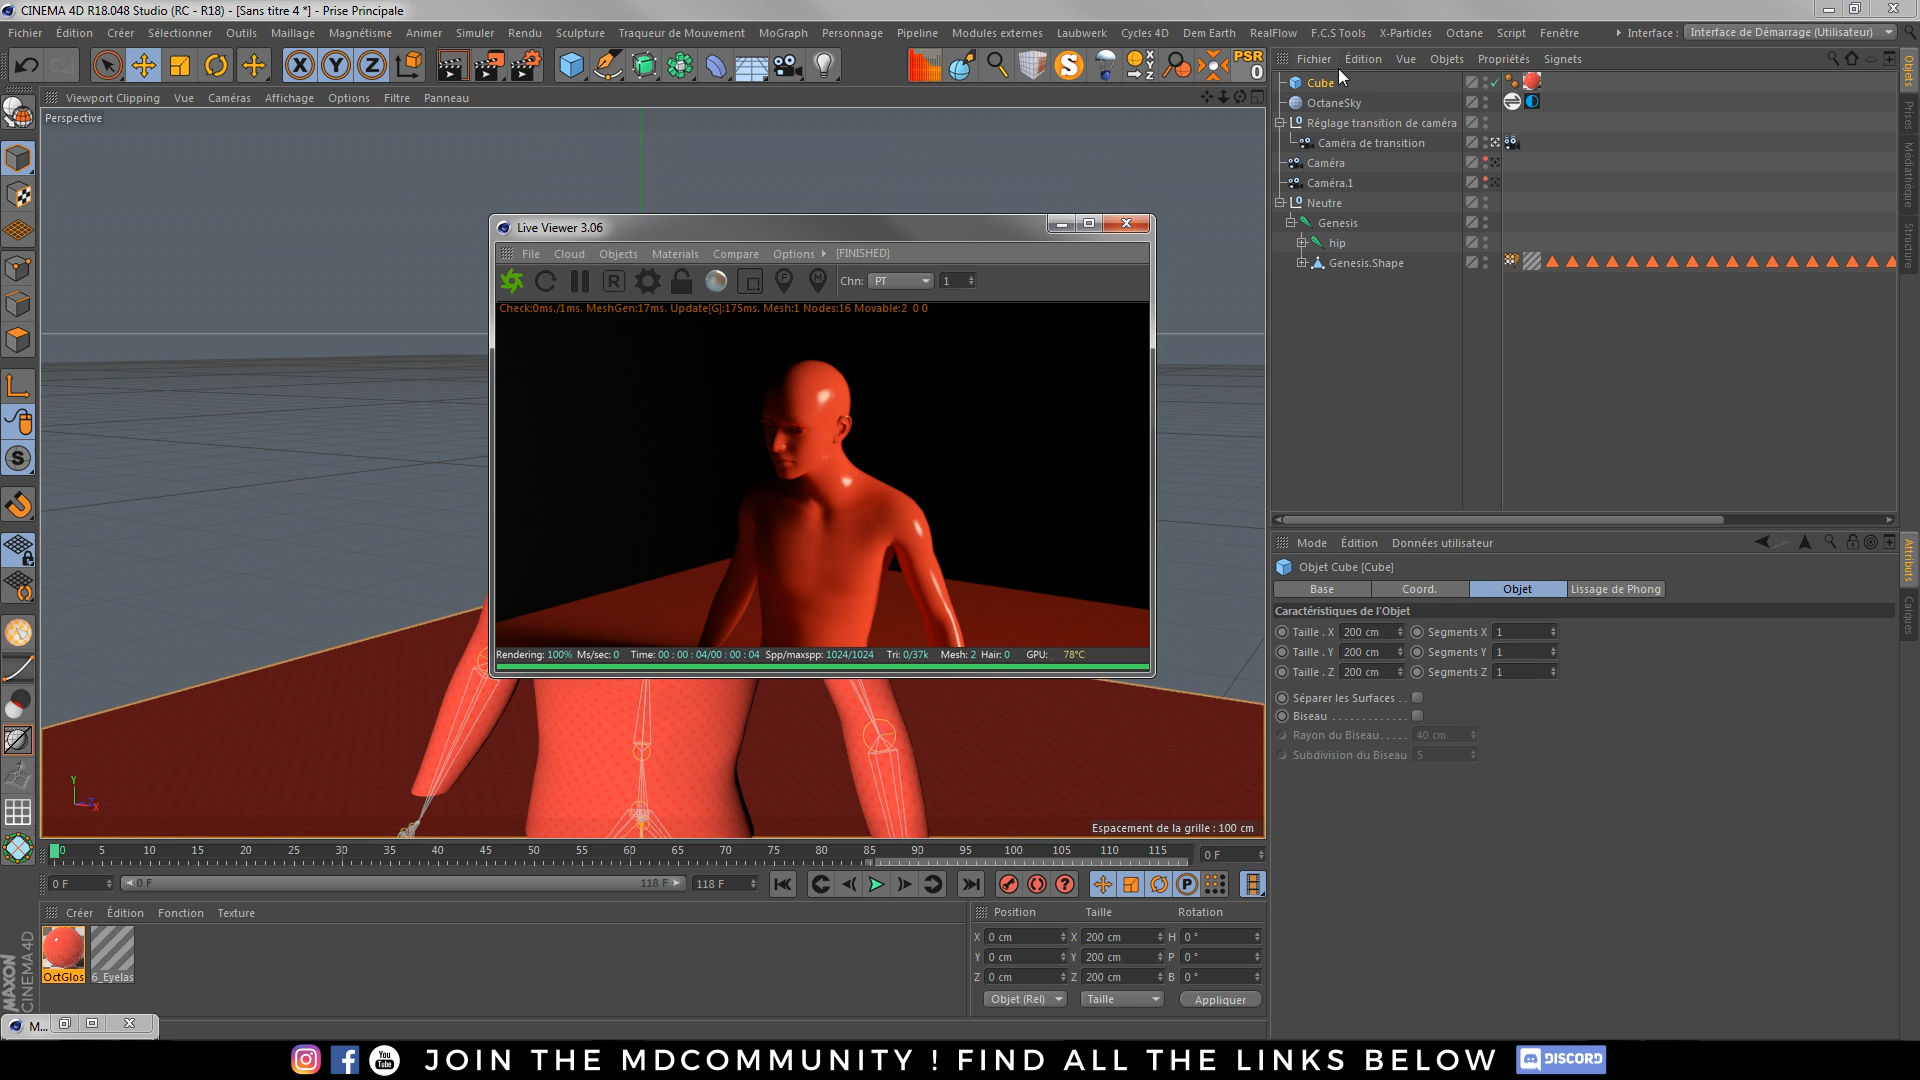 CINEMA 4D R18.048 Studio (RC - R18) - [Sans titre 4 *] - Prise Principale
Fichier Édition Créer Sélectionner Outils Maillage Magnétisme Animer Simuler Rendu Sculpture Traqueur de Mouvement MoGraph Personnage Pipeline Modules externes Laubwerk Cycles 4D Dem Earth RealFlow F.C.S Tools X-Particles Octane Script Fenêtre Interface : Interface de Démarrage (Utilisateur)
PSR
0
Viewport Clipping Vue Caméras Affichage Options Filtre Panneau
Perspective
Fichier Édition Vue Objets Propriétés Signets
Cube
OctaneSky
Réglage transition de caméra
Caméra de transition
Caméra
Caméra.1
Neutre
Genesis
hip
Genesis.Shape
Objets
Prises
Médiathèque
Structure
Live Viewer 3.06
File Cloud Objects Materials Compare Options [FINISHED]
Chn: PT 1
Check:0ms./1ms. MeshGen:17ms. Update[G]:175ms. Mesh:1 Nodes:16 Movable:2 0 0
Rendering: 100% Ms/sec: 0 Time: 00 : 00 : 04/00 : 00 : 04 Spp/maxspp: 1024/1024 Tri: 0/37k Mesh: 2 Hair: 0 GPU: 78°C
Mode Édition Données utilisateur
Objet Cube [Cube]
Base Coord. Objet Lissage de Phong
Caractéristiques de l'Objet
Taille . X 200 cm Segments X 1
Taille . Y 200 cm Segments Y 1
Taille . Z 200 cm Segments Z 1
Séparer les Surfaces . .
Biseau . . . . . . . . . . . . .
Rayon du Biseau. . . . . 40 cm
Subdivision du Biseau 5
Attributs
Calques
Y
Z
X
Espacement de la grille : 100 cm
0 5 10 15 20 25 30 35 40 45 50 55 60 65 70 75 80 85 90 95 100 105 110 115 0 F
0 F 0 F 118 F 118 F
Créer Édition Fonction Texture
OctGlos 6_Eyelas
Position Taille Rotation
X 0 cm X 200 cm H 0 °
Y 0 cm Y 200 cm P 0 °
Z 0 cm Z 200 cm B 0 °
Objet (Rel) Taille Appliquer
MAXON
CINEMA 4D
M...
You
Tube
JOIN THE MDCOMMUNITY ! FIND ALL THE LINKS BELOW
DISCORD